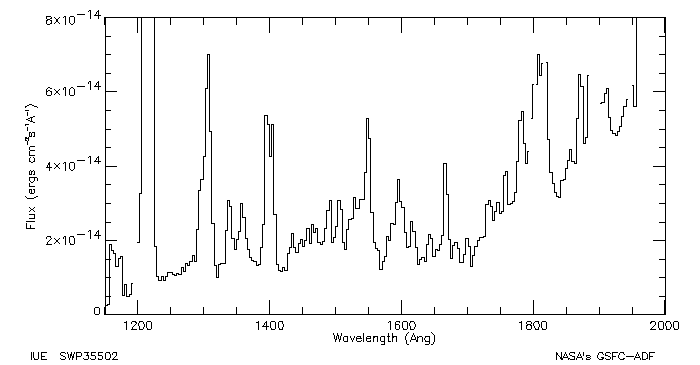 8×10⁻¹⁴
6×10⁻¹⁴
4×10⁻¹⁴
2×10⁻¹⁴
0
Flux (ergs cm⁻²s⁻¹A⁻¹)
1200 1400 1600 1800 2000
Wavelength (Ang)
IUE SWP35502 NASA's GSFC-ADF